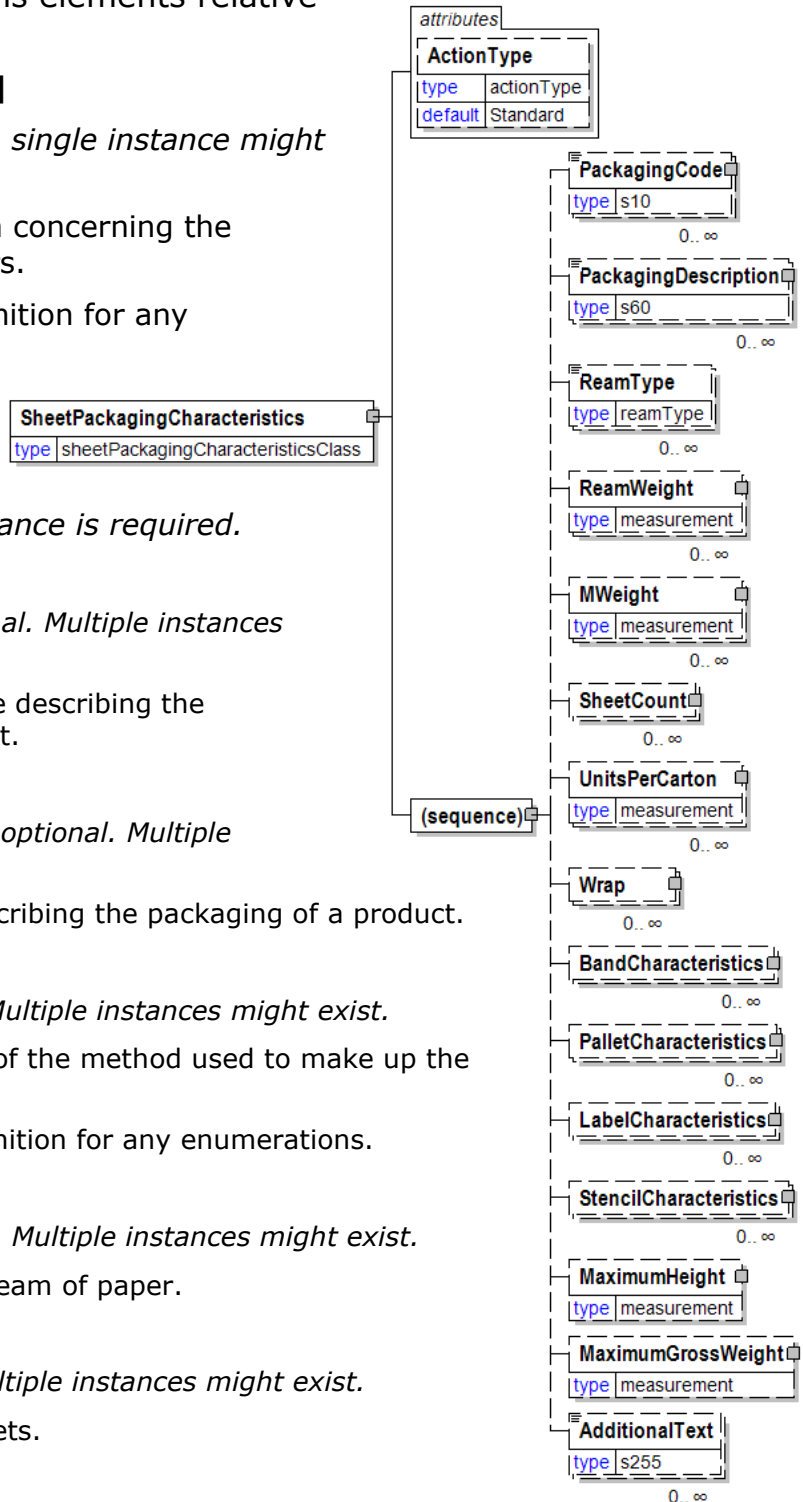 ns elements relative
single instance might
concerning the
s.
nition for any
ance is required.
al. Multiple instances
e describing the
t.
optional. Multiple
cribing the packaging of a product.
Multiple instances might exist.
of the method used to make up the
nition for any enumerations.
Multiple instances might exist.
eam of paper.
ltiple instances might exist.
ets.
SheetPackagingCharacteristics
type sheetPackagingCharacteristicsClass
attributes
ActionType
type actionType
default Standard
(sequence)
PackagingCode
type s10
0.. ∞
PackagingDescription
type s60
0.. ∞
ReamType
type reamType
0.. ∞
ReamWeight
type measurement
0.. ∞
MWeight
type measurement
0.. ∞
SheetCount
0.. ∞
UnitsPerCarton
type measurement
0.. ∞
Wrap
0.. ∞
BandCharacteristics
0.. ∞
PalletCharacteristics
0.. ∞
LabelCharacteristics
0.. ∞
StencilCharacteristics
0.. ∞
MaximumHeight
type measurement
MaximumGrossWeight
type measurement
AdditionalText
type s255
0.. ∞